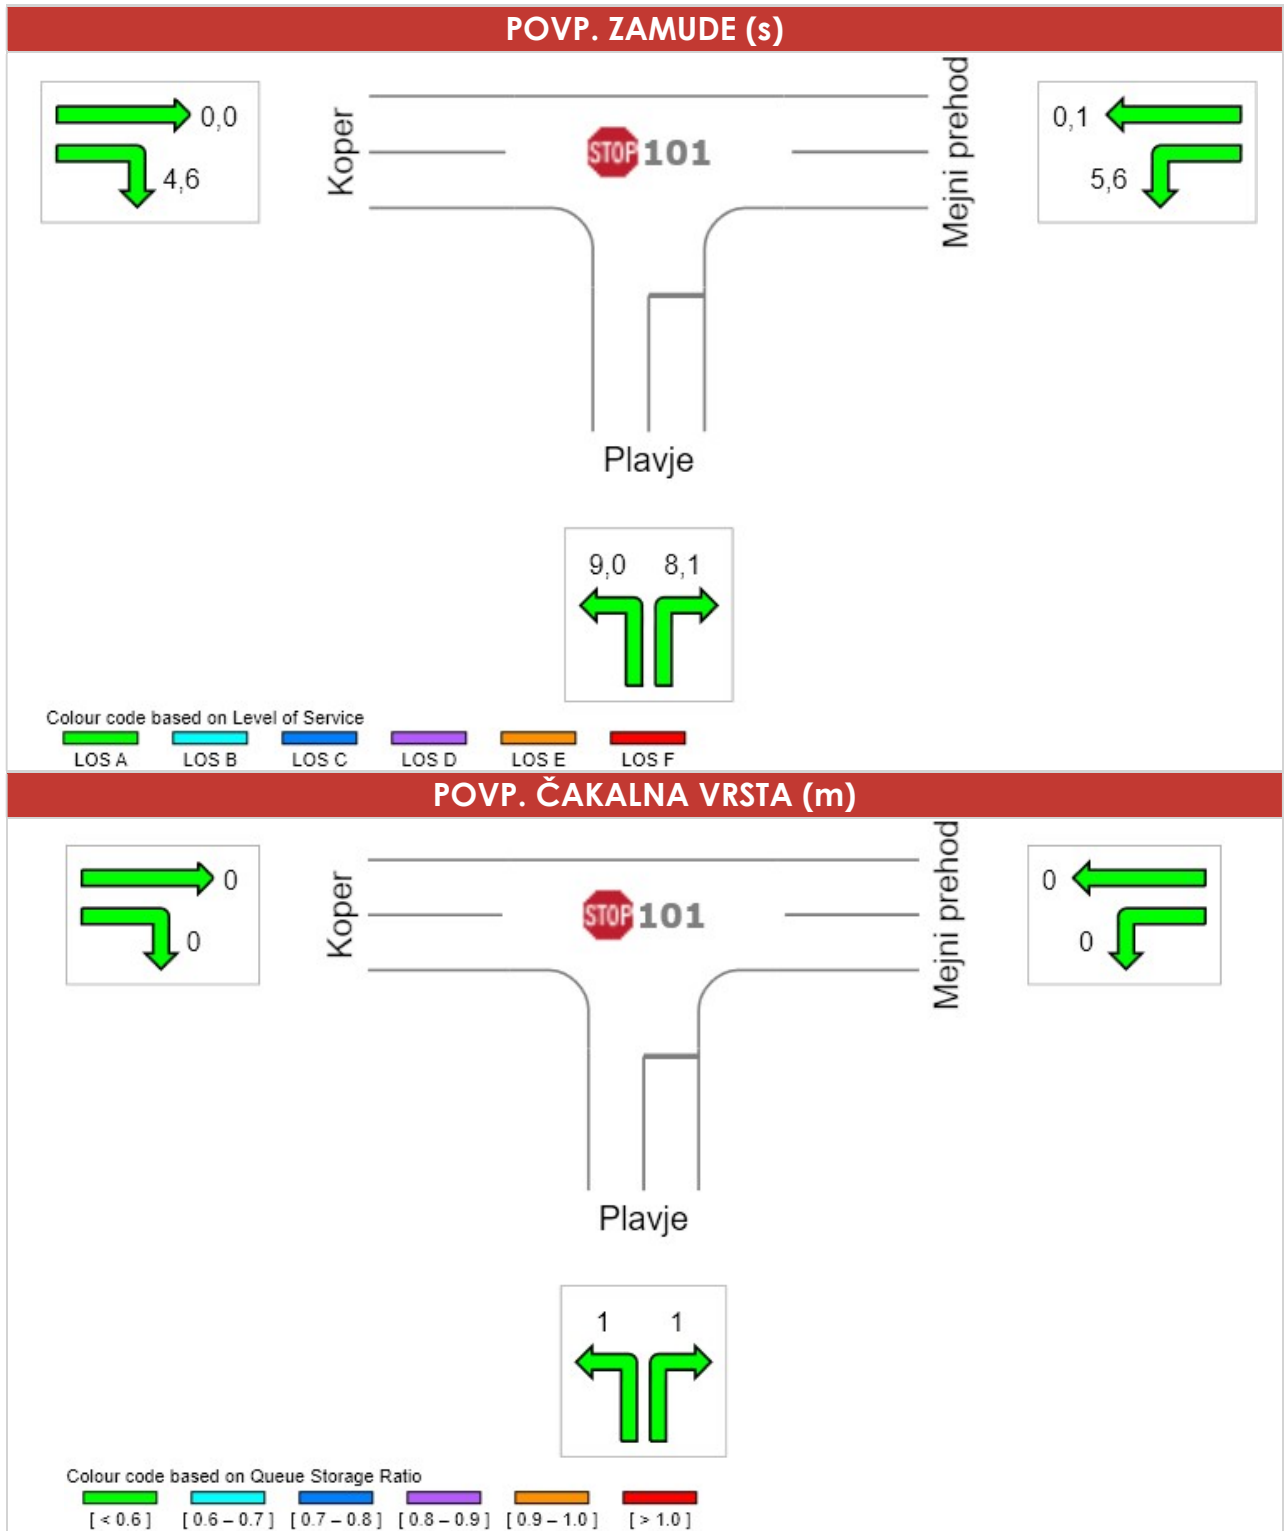 POVP. ZAMUDE (s)
0,0
4,6
Koper
STOP 101
Mejni prehod
0,1
5,6
Plavje
9,0 8,1
Colour code based on Level of Service
LOS A LOS B LOS C LOS D LOS E LOS F
POVP. ČAKALNA VRSTA (m)
0
0
Koper
STOP 101
Mejni prehod
0
0
Plavje
1 1
Colour code based on Queue Storage Ratio
[ < 0.6 ] [ 0.6 – 0.7 ] [ 0.7 – 0.8 ] [ 0.8 – 0.9 ] [ 0.9 – 1.0 ] [ > 1.0 ]